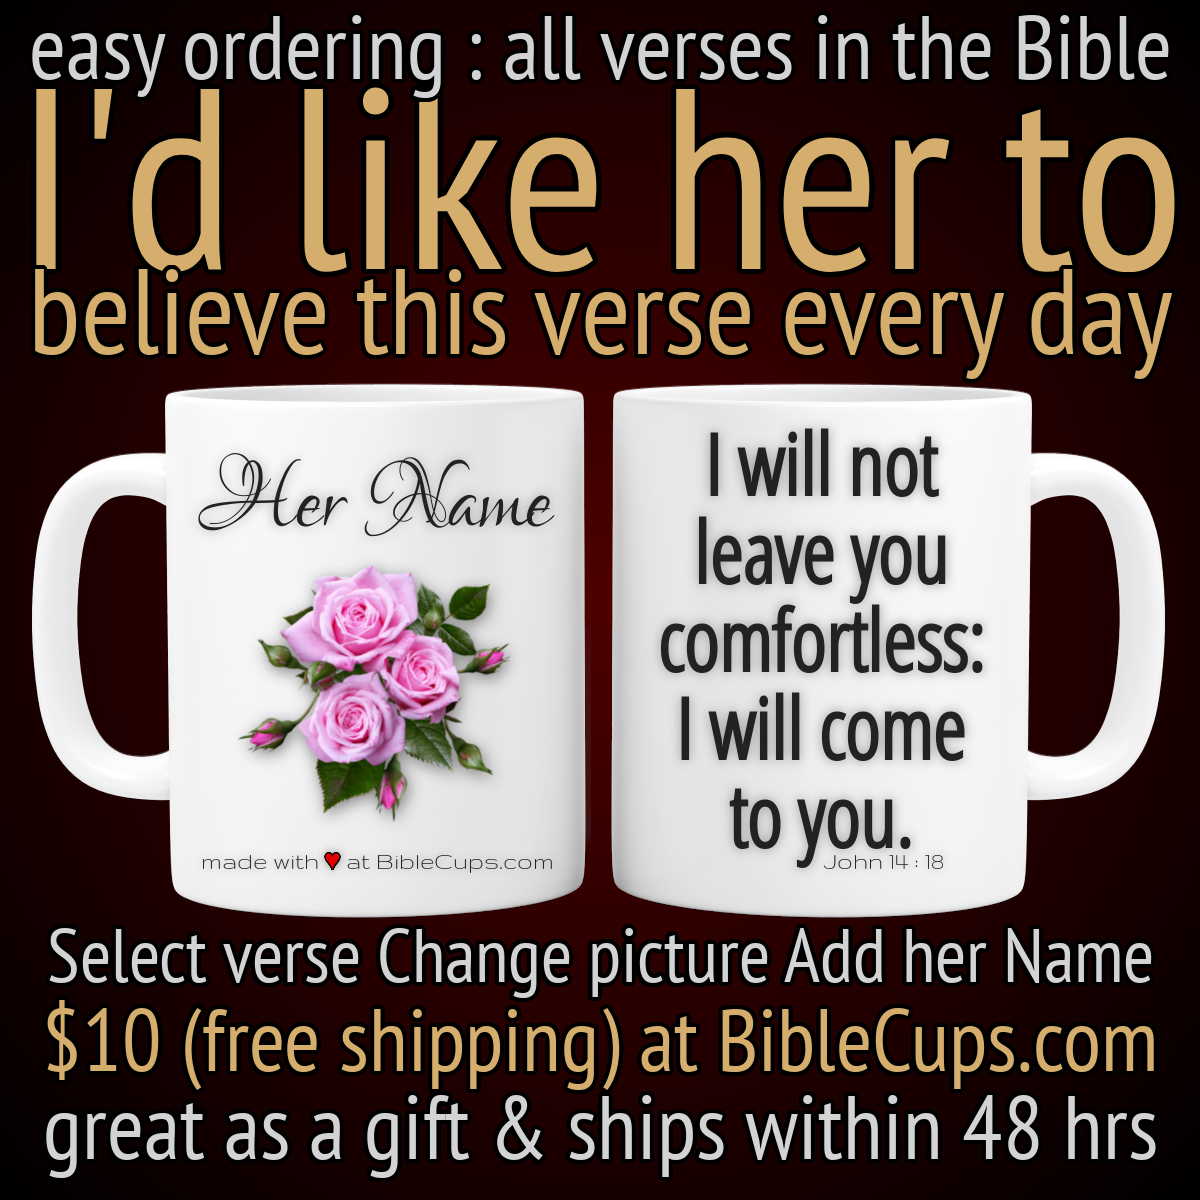 easy ordering : all verses in the Bible
I'd like her to
believe this verse every day
Her Name
made with at BibleCups.com
I will not
leave you
comfortless:
I will come
to you.
John 14 : 18
Select verse Change picture Add her Name
$10 (free shipping) at BibleCups.com
great as a gift & ships within 48 hrs